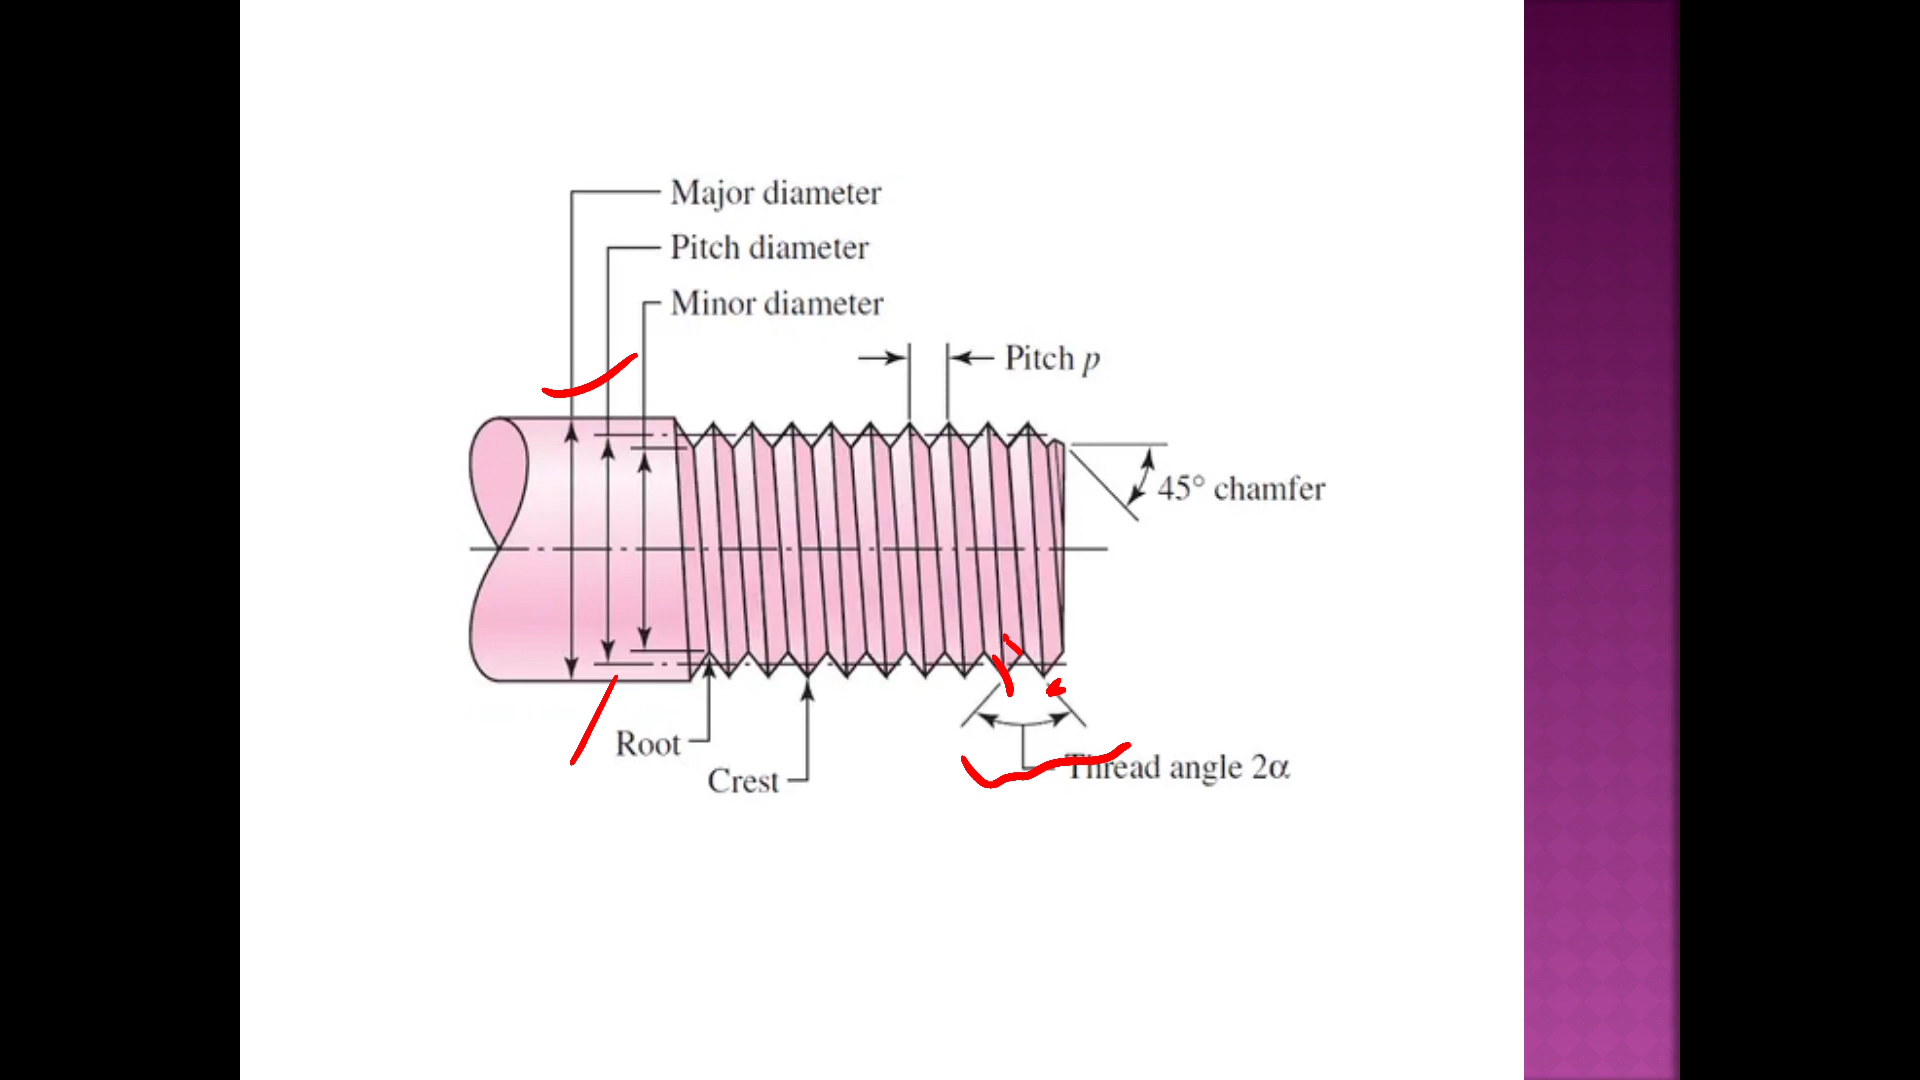 Major diameter
Pitch diameter
Minor diameter
Pitch p
45° chamfer
Root
Crest
Thread angle 2α